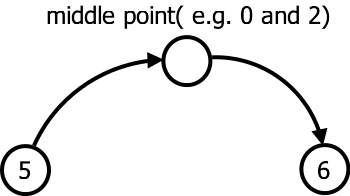 middle point( e.g. 0 and 2)
5
6